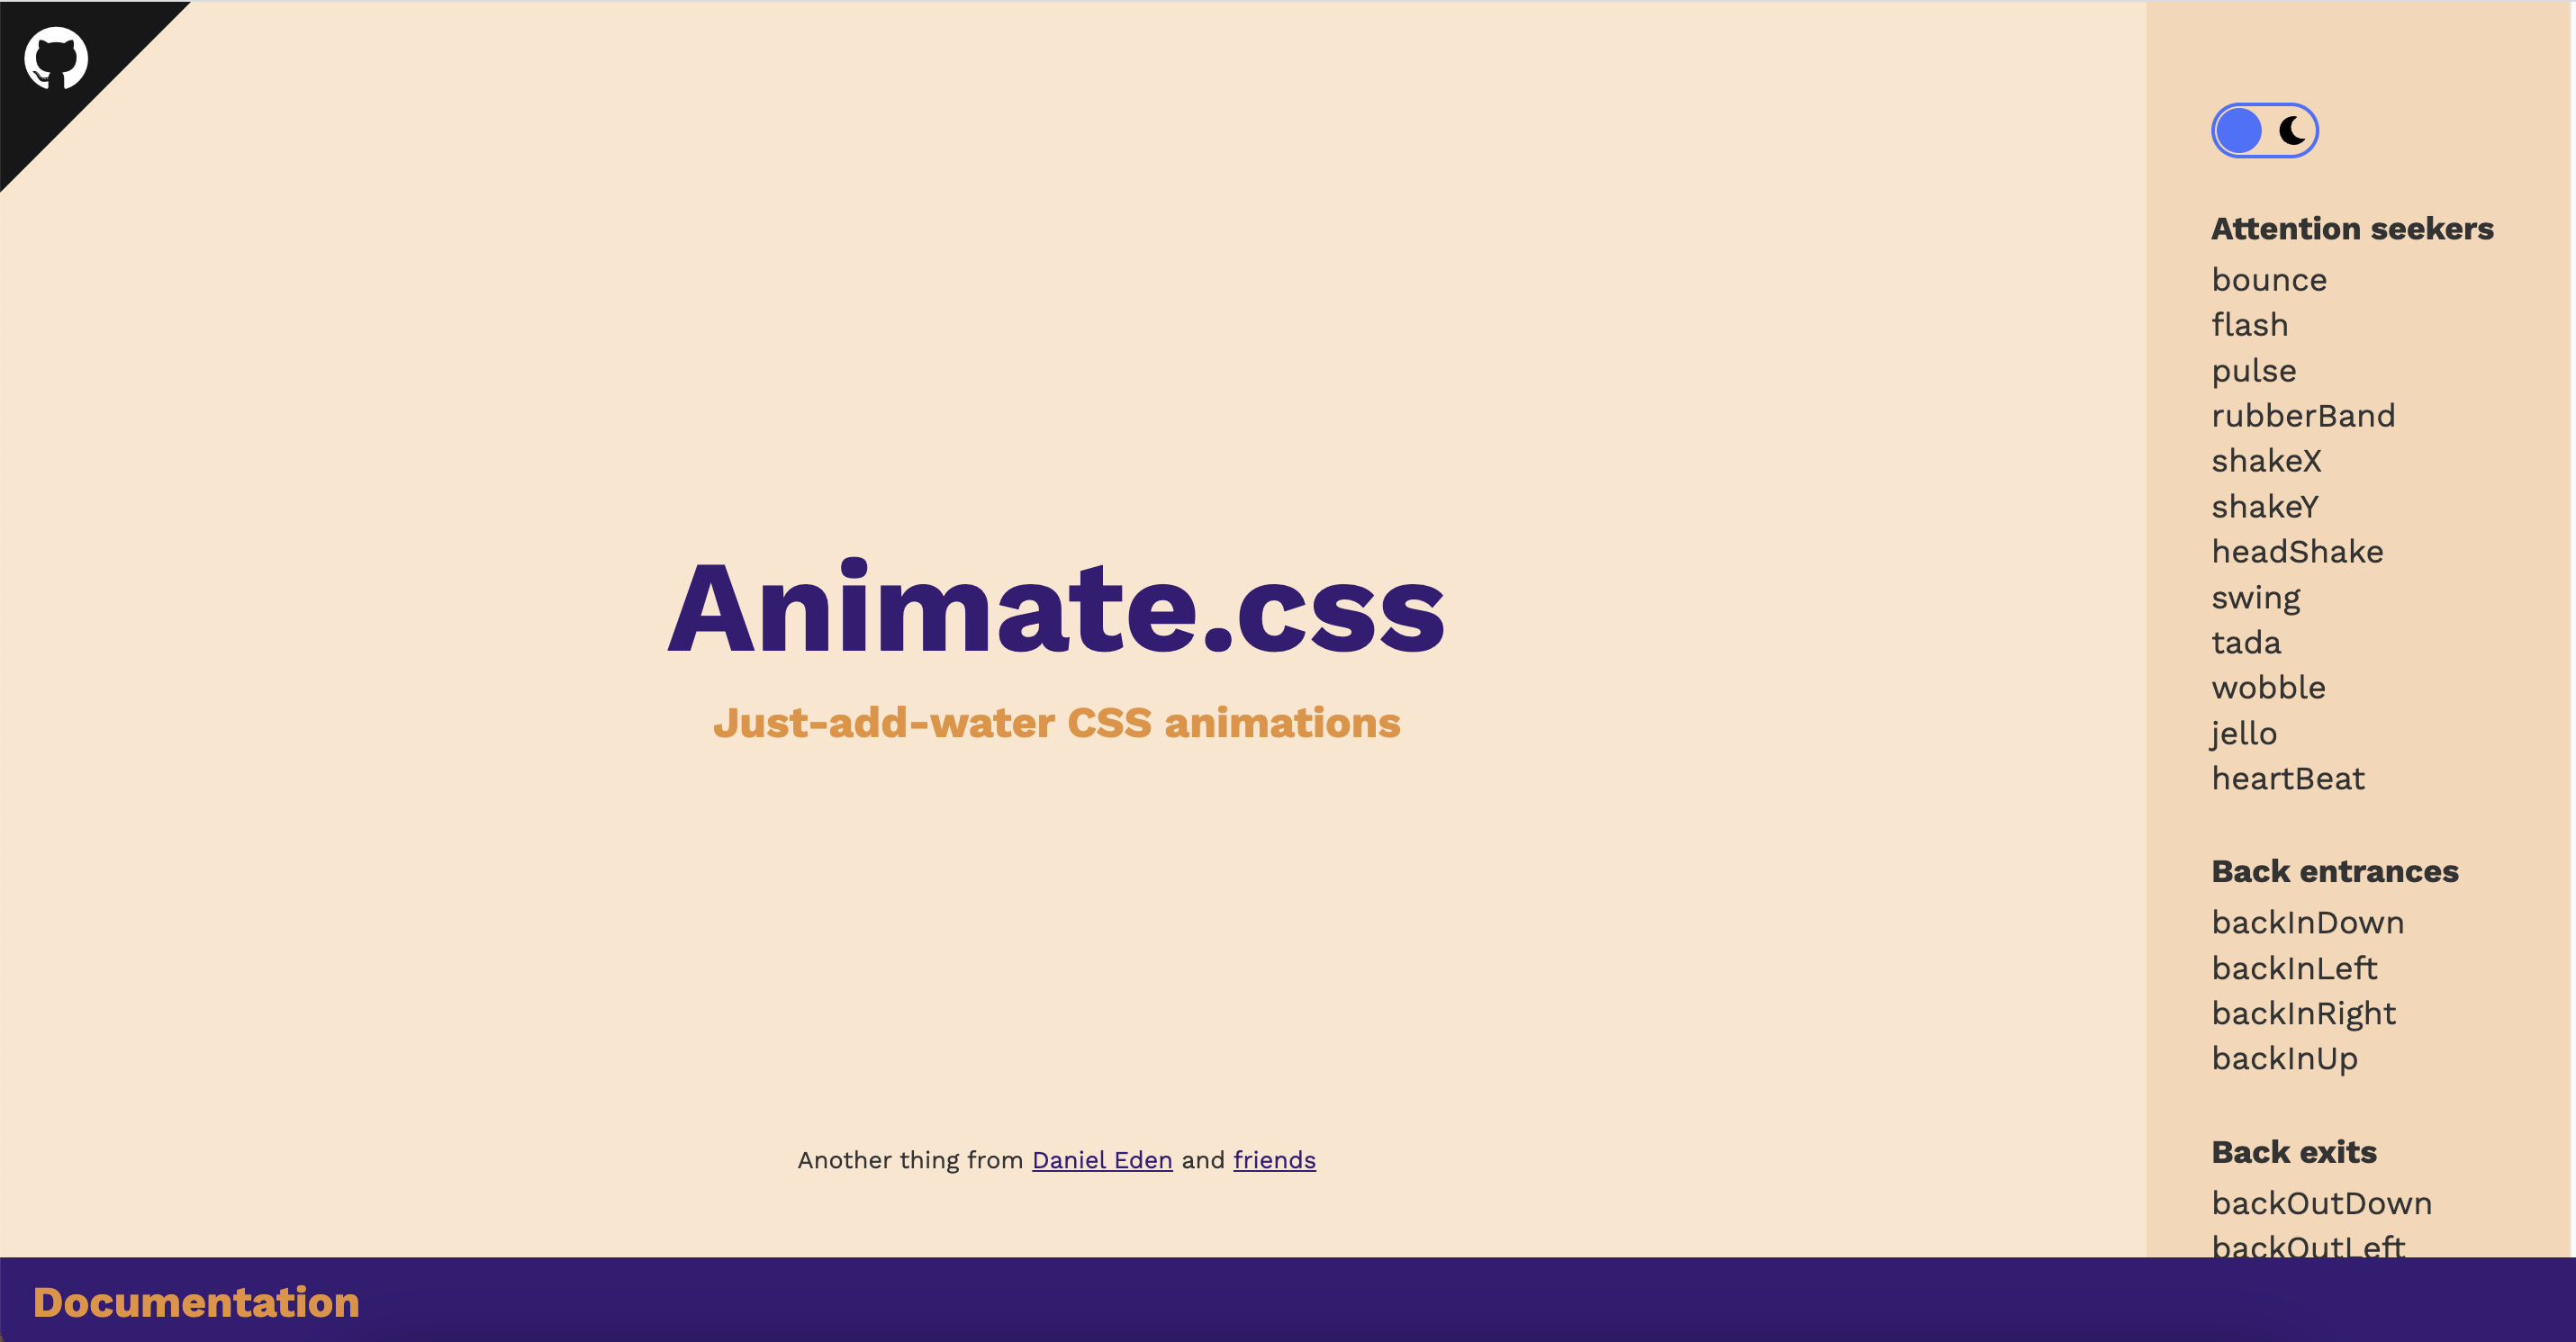 Animate.css
Just-add-water CSS animations
Another thing from Daniel Eden and friends
Attention seekers
bounce
flash
pulse
rubberBand
shakeX
shakeY
headShake
swing
tada
wobble
jello
heartBeat
Back entrances
backInDown
backInLeft
backInRight
backInUp
Back exits
backOutDown
backOutLeft
Documentation